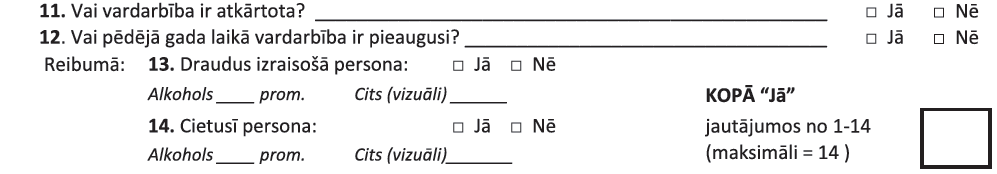 11. Vai vardarbība ir atkārtota? ____________________ □ Jā □ Nē
12. Vai pēdējā gada laikā vardarbība ir pieaugusi? ____________________ □ Jā □ Nē
Reibumā: 13. Draudus izraisošā persona: □ Jā □ Nē
Alkohols ____ prom. Cits (vizuāli) ______ KOPĀ “Jā”
14. Cietusī persona: □ Jā □ Nē jautājumos no 1-14
Alkohols ____ prom. Cits (vizuāli)_______ (maksimāli = 14 )